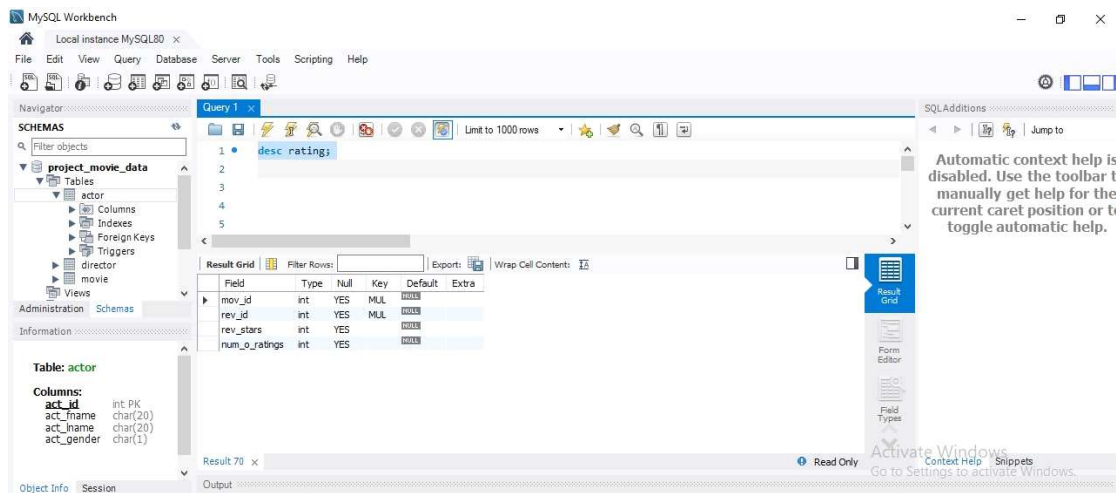 MySQL Workbench
Local instance MySQL80
File Edit View Query Database Server Tools Scripting Help
Navigator
SCHEMAS
Filter objects
project_movie_data
Tables
actor
Columns
Indexes
Foreign Keys
Triggers
director
movie
Views
Administration Schemas
Information
Table: actor
Columns:
act_id int PK
act_fname char(20)
act_lname char(20)
act_gender char(1)
Object Info Session
Query 1
Limit to 1000 rows
1 desc rating;
2
3
4
5
Result Grid Filter Rows: Export: Wrap Cell Content:
Field Type Null Key Default Extra
mov_id int YES MUL NULL
rev_id int YES MUL NULL
rev_stars int YES NULL
num_o_ratings int YES NULL
Result Grid
Form Editor
Field Types
Result 70
Read Only
Output
SQLAdditions
Jump to
Automatic context help is
disabled. Use the toolbar t
manually get help for the
current caret position or to
toggle automatic help.
Activate Windows
Go to Settings to activate Windows.
Context Help Snippets